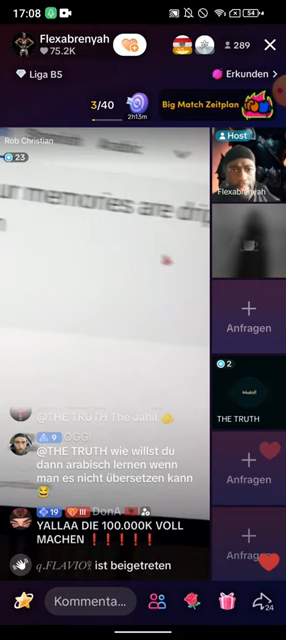 17:08
54
Flexabrenyah
75.2K
289
Liga B5
Erkunden >
3/40
2h13m
Big Match Zeitplan
Rob Christian
23
ur memories are
Host
Flexabrenyah
Anfragen
2
THE TRUTH
Anfragen
Anfragen
@THE TRUTH The Jahil
9 OGGI
@THE TRUTH wie willst du
dann arabisch lernen wenn
man es nicht übersetzen kann
😂
19 III DonA
YALLAA DIE 100.000K VOLL
MACHEN ❗❗❗❗❗
q.FLAVIO ist beigetreten
Kommenta...
24